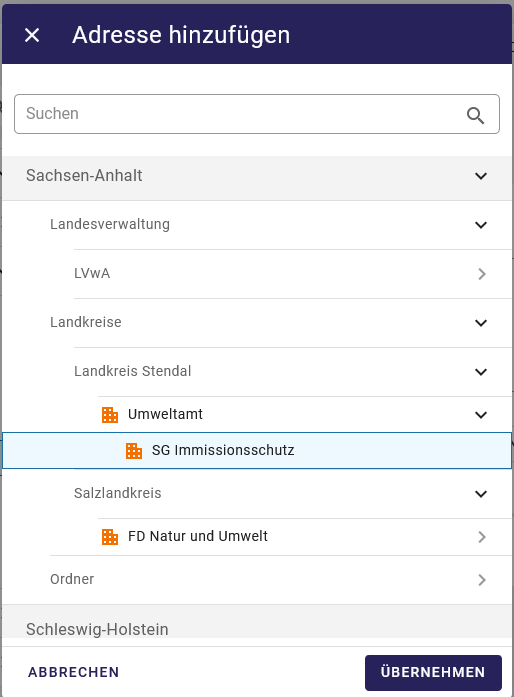 Adresse hinzufügen
Suchen
Sachsen-Anhalt
Landesverwaltung
LVwA
Landkreise
Landkreis Stendal
Umweltamt
SG Immissionsschutz
Salzlandkreis
FD Natur und Umwelt
Ordner
Schleswig-Holstein
ABBRECHEN
ÜBERNEHMEN